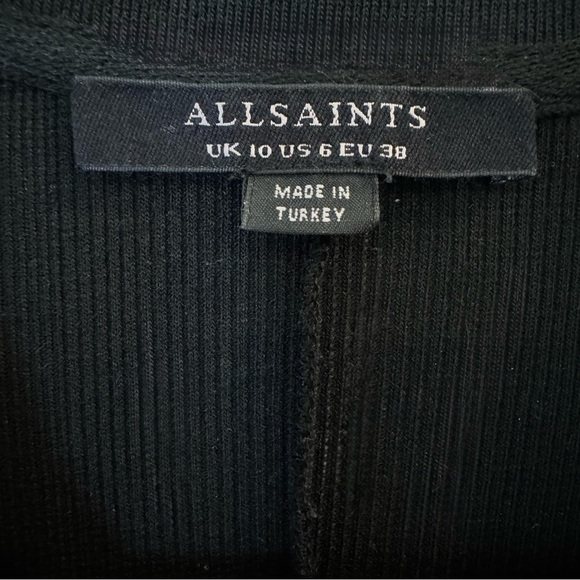 ALLSAINTS
UK 10 US 6 EU 38
MADE IN
TURKEY